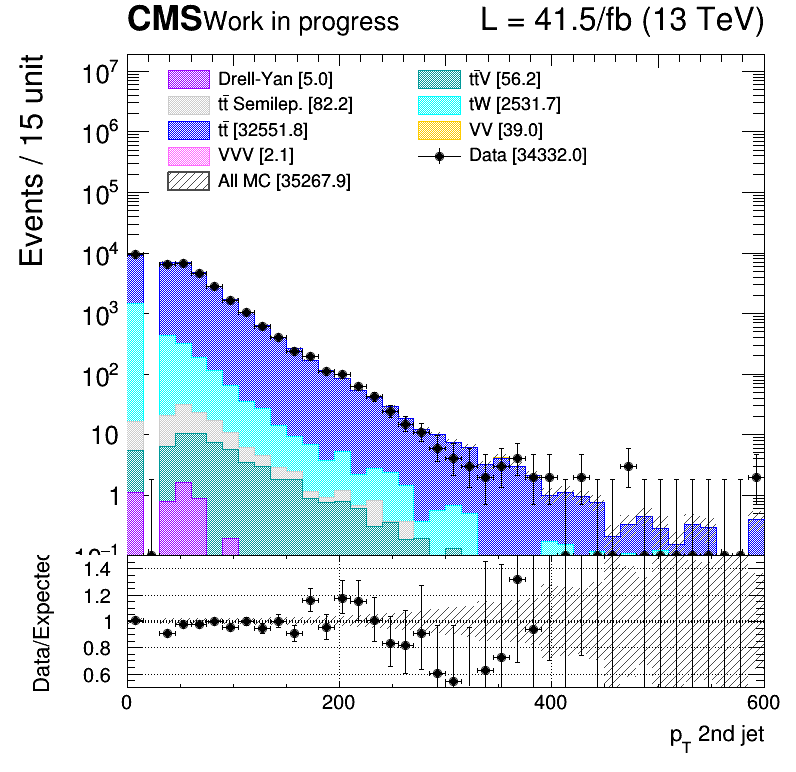 CMS Work in progress L = 41.5/fb (13 TeV)
Events / 15 unit
Drell-Yan [5.0]
tt̄ Semilep. [82.2]
tt̄ [32551.8]
VVV [2.1]
All MC [35267.9]
tt̄V [56.2]
tW [2531.7]
VV [39.0]
Data [34332.0]
10⁷
10⁶
10⁵
10⁴
10³
10²
10
1
10⁻¹
Data/Expected
1.4
1.2
1
0.8
0.6
0 200 400 600
p_T 2nd jet